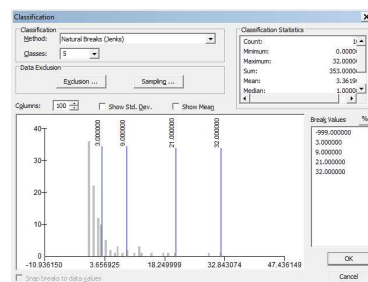 Classification
Classification
Method: Natural Breaks (Jenks)
Classes: 5
Data Exclusion
Exclusion ... Sampling ...
Classification Statistics
Count:
Minimum: 0.0000
Maximum: 32.0000
Sum: 353.0000
Mean: 3.3619
Median: 1.0000
Columns: 100 Show Std. Dev. Show Mean
Break Values %
-999.000000
3.000000
9.000000
21.000000
32.000000
3.000000 9.000000 21.000000 32.000000
40
30
20
10
0
-10.936150 3.656925 18.249999 32.843074 47.436149
OK
Snap breaks to data values
Cancel